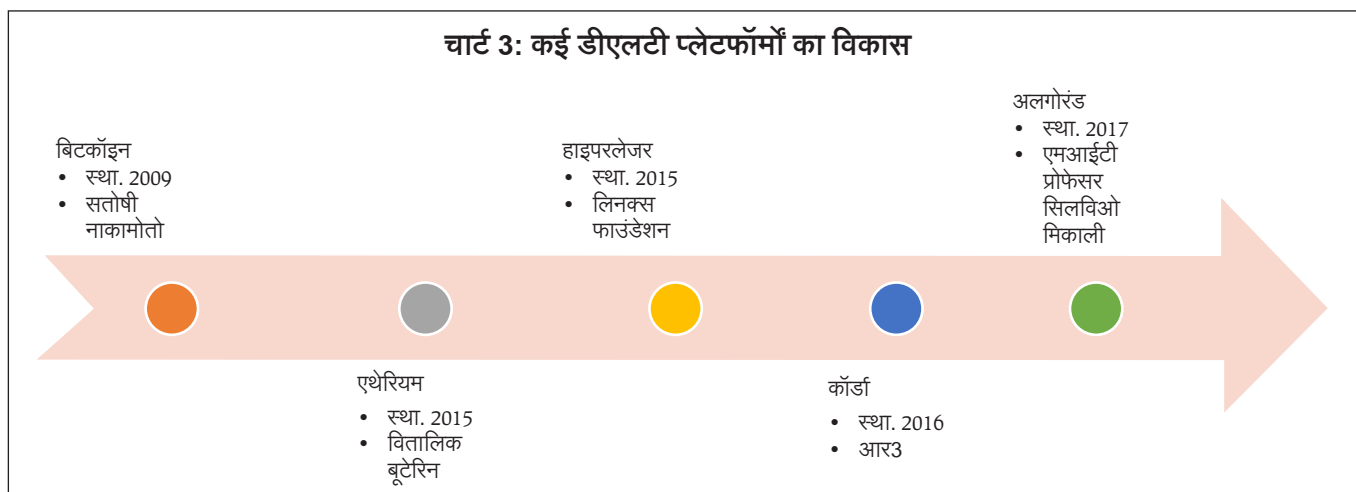 चार्ट 3: कई डीएलटी प्लेटफॉर्मों का विकास
बिटकॉइन
• स्था. 2009
• सतोषी
नाकामोतो
एथेरियम
• स्था. 2015
• वितालिक
बूटेरिन
हाइपरलेजर
• स्था. 2015
• लिनक्स
फाउंडेशन
कॉर्डा
• स्था. 2016
• आर3
अलगोरंड
• स्था. 2017
• एमआईटी
प्रोफेसर
सिलविओ
मिकाली